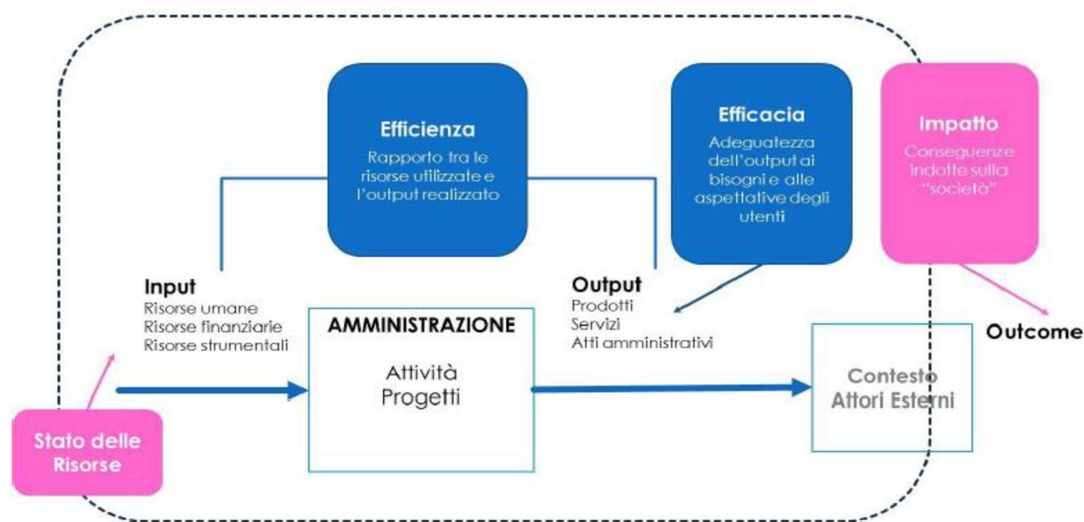 Efficienza
Rapporto tra le
risorse utilizzate e
l'output realizzato
Efficacia
Adeguatezza
dell'output ai
bisogni e alle
aspettative degli
utenti
Impatto
Conseguenze
indotte sulla
"società"
Input
Risorse umane
Risorse finanziarie
Risorse strumentali
AMMINISTRAZIONE
Attività
Progetti
Output
Prodotti
Servizi
Atti amministrativi
Outcome
Contesto
Attori Esterni
Stato delle
Risorse